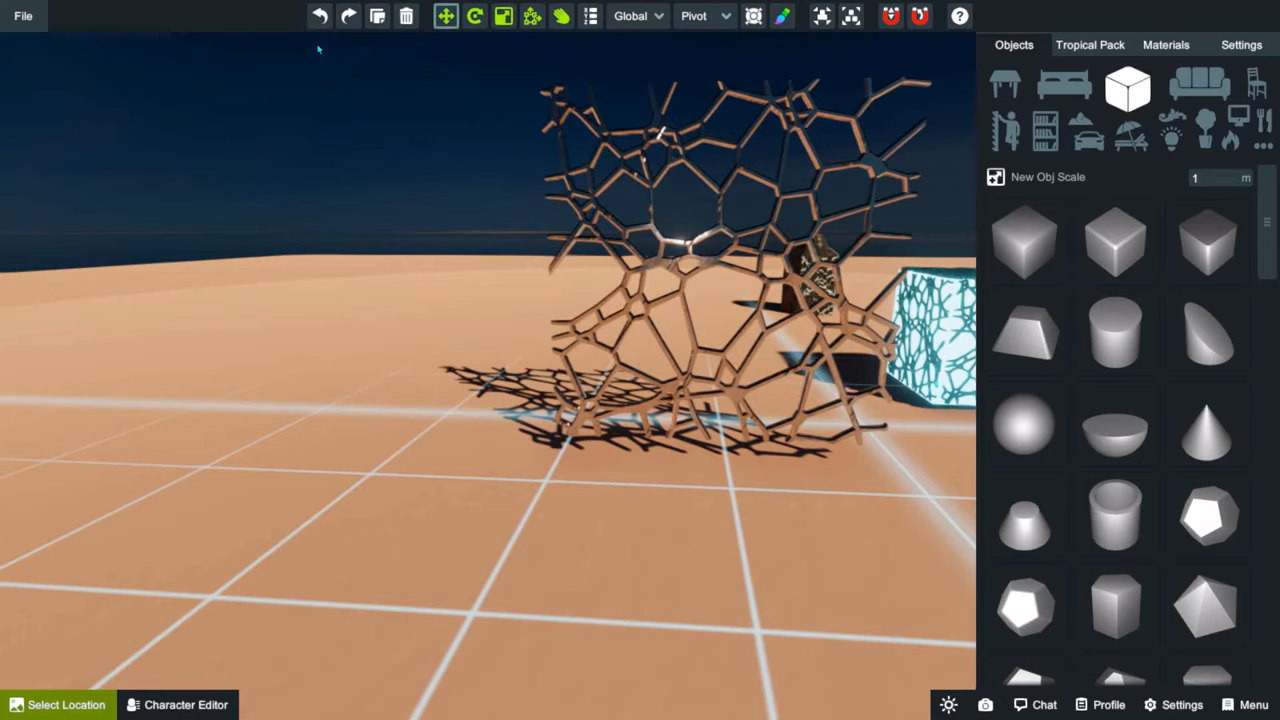 File
Global
Pivot
?
Objects
Tropical Pack
Materials
Settings
New Obj Scale
1 m
Select Location
Character Editor
Chat
Profile
Settings
Menu